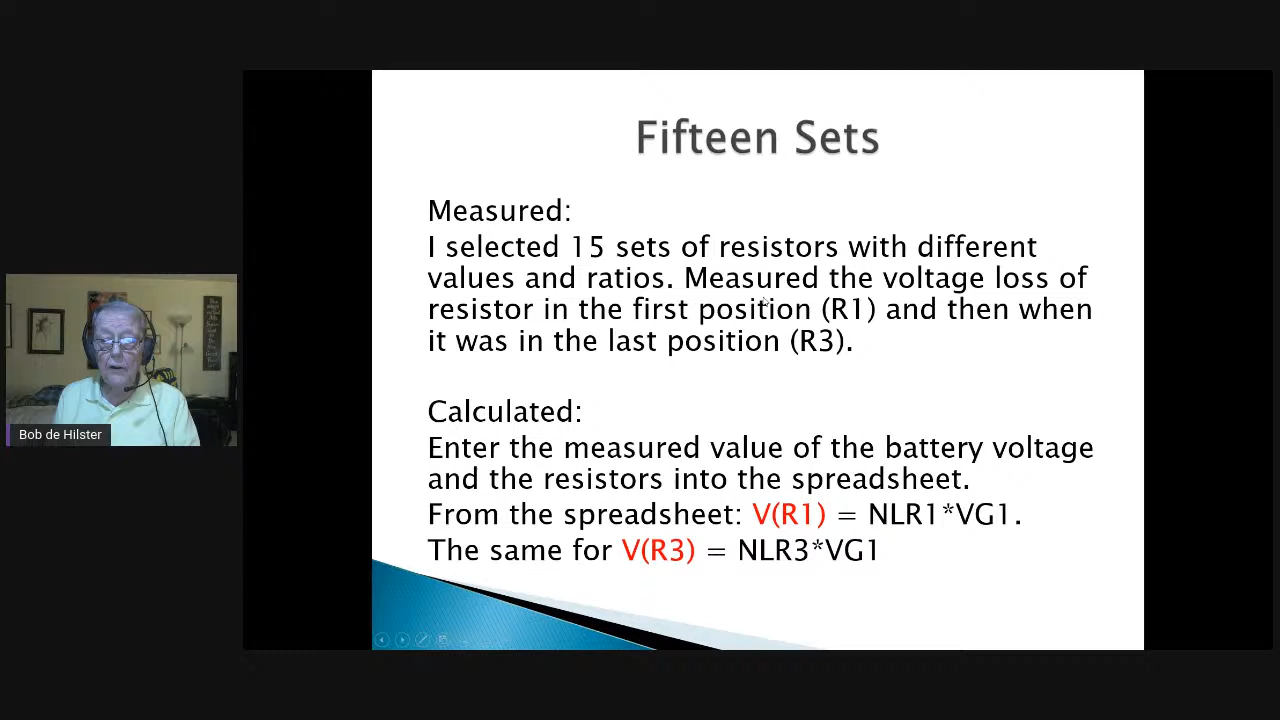 Fifteen Sets
Measured:
I selected 15 sets of resistors with different
values and ratios. Measured the voltage loss of
resistor in the first position (R1) and then when
it was in the last position (R3).
Calculated:
Enter the measured value of the battery voltage
and the resistors into the spreadsheet.
From the spreadsheet: V(R1) = NLR1*VG1.
The same for V(R3) = NLR3*VG1
Bob de Hilster